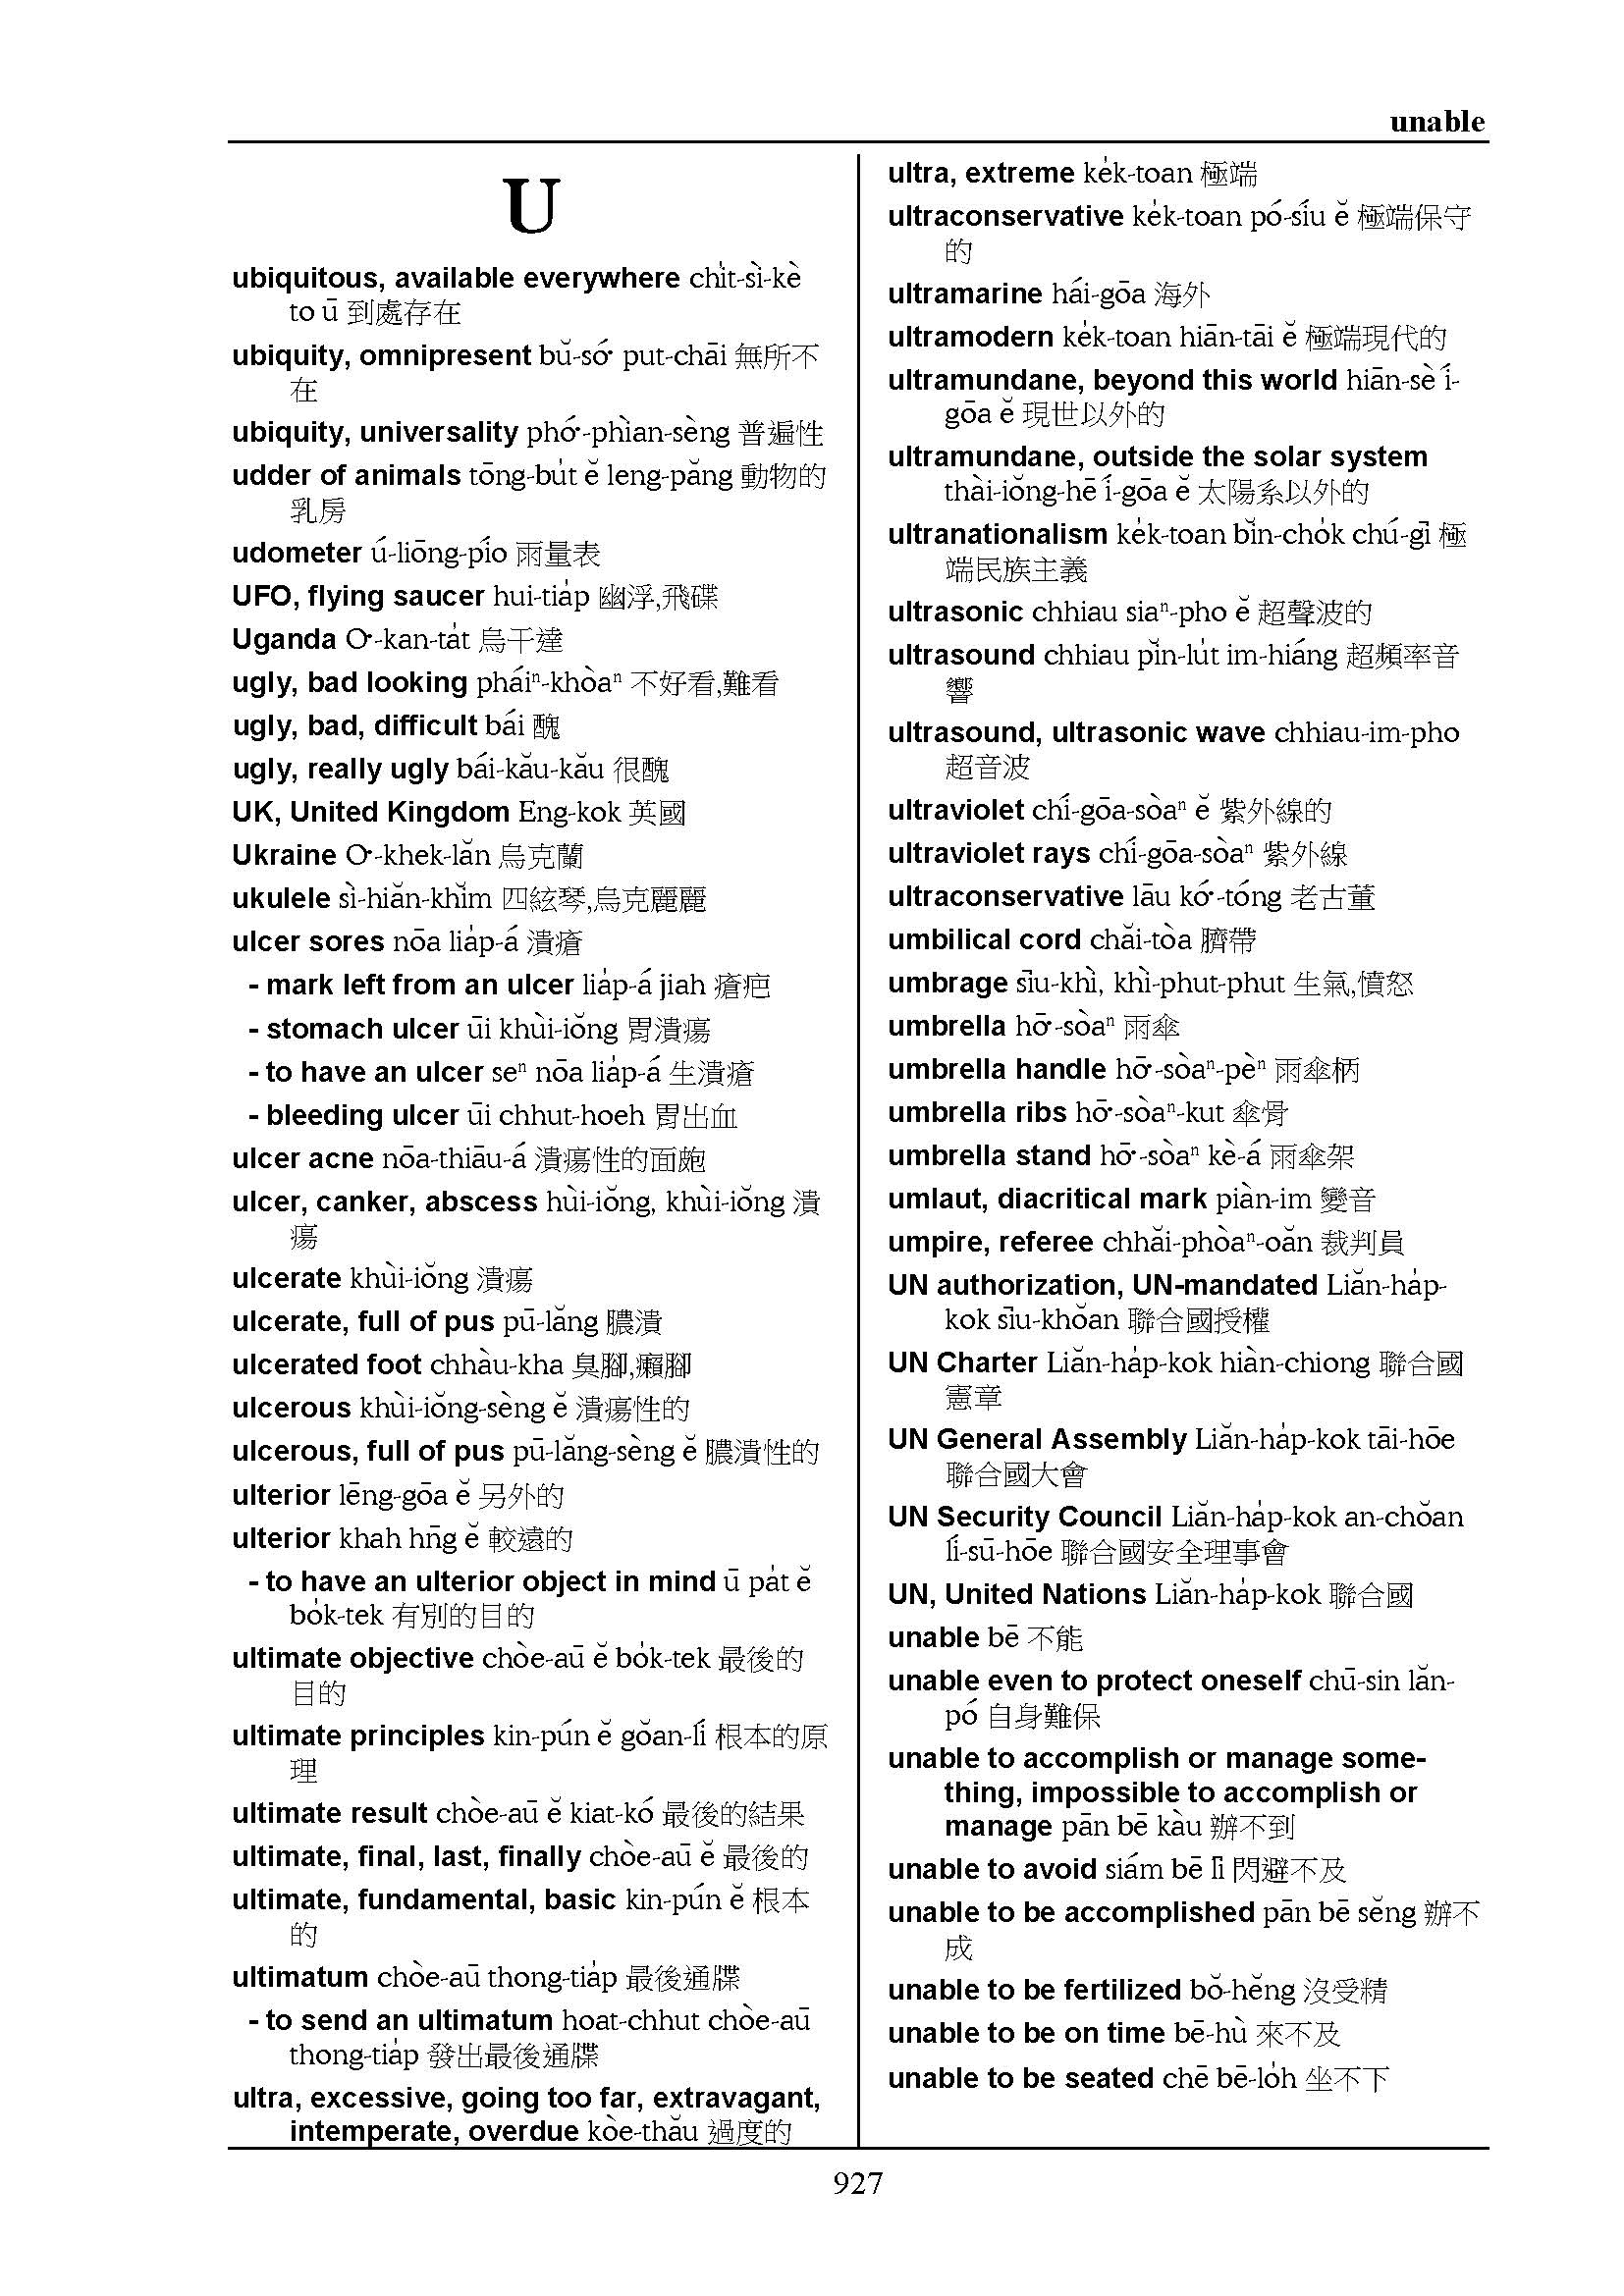 unable
U
ubiquitous, available everywhere chi̍t-sì-kè
to ū 到處存在
ubiquity, omnipresent bŭ-só͘ put-chāi 無所不
在
ubiquity, universality phó͘-phìan-sèng 普遍性
udder of animals tōng-bu̍t ĕ leng-păng 動物的
乳房
udometer ú-liōng-pío 雨量表
UFO, flying saucer hui-tia̍p 幽浮,飛碟
Uganda O͘-kan-ta̍t 烏干達
ugly, bad looking pháiⁿ-khòaⁿ 不好看,難看
ugly, bad, difficult bái 醜
ugly, really ugly bái-kău-kău 很醜
UK, United Kingdom Eng-kok 英國
Ukraine O͘-khek-lăn 烏克蘭
ukulele sì-hiăn-khĭm 四絃琴,烏克麗麗
ulcer sores nōa lia̍p-á 潰瘡
- mark left from an ulcer lia̍p-á jiah 瘡疤
- stomach ulcer ūi khùi-iŏng 胃潰瘍
- to have an ulcer seⁿ nōa lia̍p-á 生潰瘡
- bleeding ulcer ūi chhut-hoeh 胃出血
ulcer acne nōa-thiāu-á 潰瘍性的面皰
ulcer, canker, abscess hùi-iŏng, khùi-iŏng 潰
瘍
ulcerate khùi-iŏng 潰瘍
ulcerate, full of pus pū-lăng 膿潰
ulcerated foot chhàu-kha 臭腳,癩腳
ulcerous khùi-iŏng-sèng ĕ 潰瘍性的
ulcerous, full of pus pū-lăng-sèng ĕ 膿潰性的
ulterior lēng-gōa ĕ 另外的
ulterior khah hn̄g ĕ 較遠的
- to have an ulterior object in mind ū pa̍t ĕ
bo̍k-tek 有別的目的
ultimate objective chòe-aū ĕ bo̍k-tek 最後的
目的
ultimate principles kin-pún ĕ gŏan-lí 根本的原
理
ultimate result chòe-aū ĕ kiat-kó 最後的結果
ultimate, final, last, finally chòe-aū ĕ 最後的
ultimate, fundamental, basic kin-pún ĕ 根本
的
ultimatum chòe-aū thong-tia̍p 最後通牒
- to send an ultimatum hoat-chhut chòe-aū
thong-tia̍p 發出最後通牒
ultra, excessive, going too far, extravagant,
intemperate, overdue kòe-thău 過度的
ultra, extreme ke̍k-toan 極端
ultraconservative ke̍k-toan pó-síu ĕ 極端保守
的
ultramarine hái-gōa 海外
ultramodern ke̍k-toan hiān-tāi ĕ 極端現代的
ultramundane, beyond this world hiān-sè í-
gōa ĕ 現世以外的
ultramundane, outside the solar system
thài-iŏng-hē í-gōa ĕ 太陽系以外的
ultranationalism ke̍k-toan bĭn-cho̍k chú-gī 極
端民族主義
ultrasonic chhiau siaⁿ-pho ĕ 超聲波的
ultrasound chhiau pĭn-lu̍t im-hiáng 超頻率音
響
ultrasound, ultrasonic wave chhiau-im-pho
超音波
ultraviolet chí-gōa-sòaⁿ ĕ 紫外線的
ultraviolet rays chí-gōa-sòaⁿ 紫外線
ultraconservative lāu kó͘-tóng 老古董
umbilical cord chăi-tòa 臍帶
umbrage sīu-khì, khì-phut-phut 生氣,憤怒
umbrella hō͘-sòaⁿ 雨傘
umbrella handle hō͘-sòaⁿ-pèⁿ 雨傘柄
umbrella ribs hō͘-sòaⁿ-kut 傘骨
umbrella stand hō͘-sòaⁿ kè-á 雨傘架
umlaut, diacritical mark piàn-im 變音
umpire, referee chhăi-phòaⁿ-oăn 裁判員
UN authorization, UN-mandated Liăn-ha̍p-
kok sīu-khŏan 聯合國授權
UN Charter Liăn-ha̍p-kok hiàn-chiong 聯合國
憲章
UN General Assembly Liăn-ha̍p-kok tāi-hōe
聯合國大會
UN Security Council Liăn-ha̍p-kok an-chŏan
lí-sū-hōe 聯合國安全理事會
UN, United Nations Liăn-ha̍p-kok 聯合國
unable bē 不能
unable even to protect oneself chū-sin lăn-
pó 自身難保
unable to accomplish or manage some-
thing, impossible to accomplish or
manage pān bē kàu 辦不到
unable to avoid siám bē lī 閃避不及
unable to be accomplished pān bē sĕng 辦不
成
unable to be fertilized bŏ-hĕng 沒受精
unable to be on time bē-hù 來不及
unable to be seated chē bē-lo̍h 坐不下
927